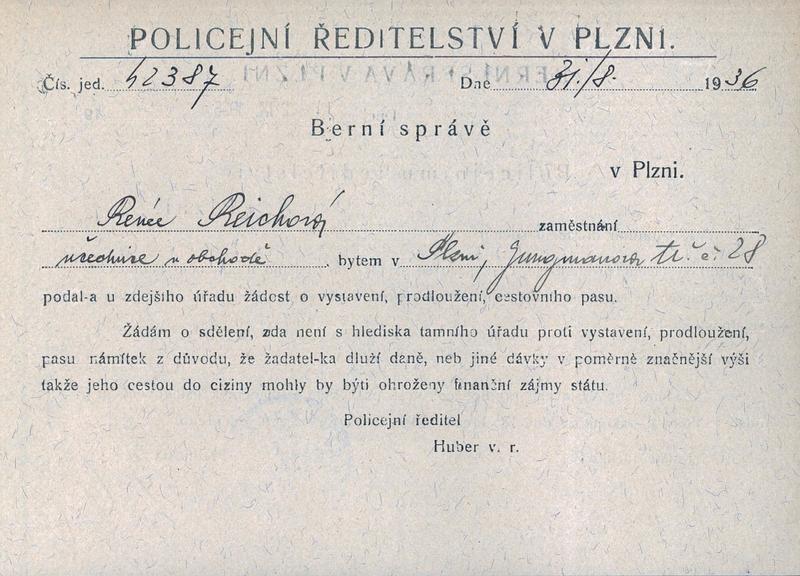 POLICEJNÍ ŘEDITELSTVÍ V PLZNI.
Čís. jed. 42387 Dne 31./8. 1936
Berní správě
v Plzni.
Renée Reichová zaměstnání
úřednice v obchodě bytem v Plzni, Jungmanova tř. č. 28
podal-a u zdejšího úřadu žádost o vystavení, prodloužení, cestovního pasu.
Žádám o sdělení, zda není s hlediska tamního úřadu proti vystavení, prodloužení,
pasu námitek z důvodu, že žadatel-ka dluží daně, neb jiné dávky v poměrně značnější výši
takže jeho cestou do ciziny mohly by býti ohroženy finanční zájmy státu.
Policejní ředitel
Huber v. r.